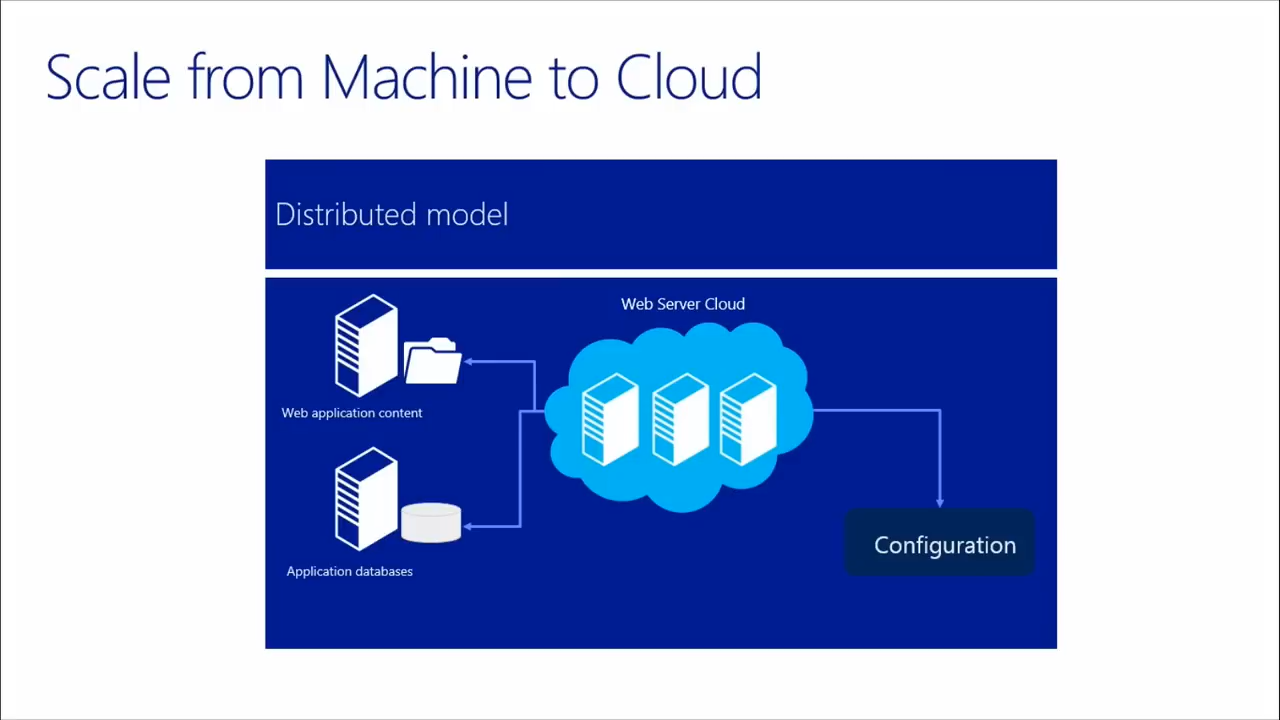 Scale from Machine to Cloud
Distributed model
Web Server Cloud
Web application content
Application databases
Configuration